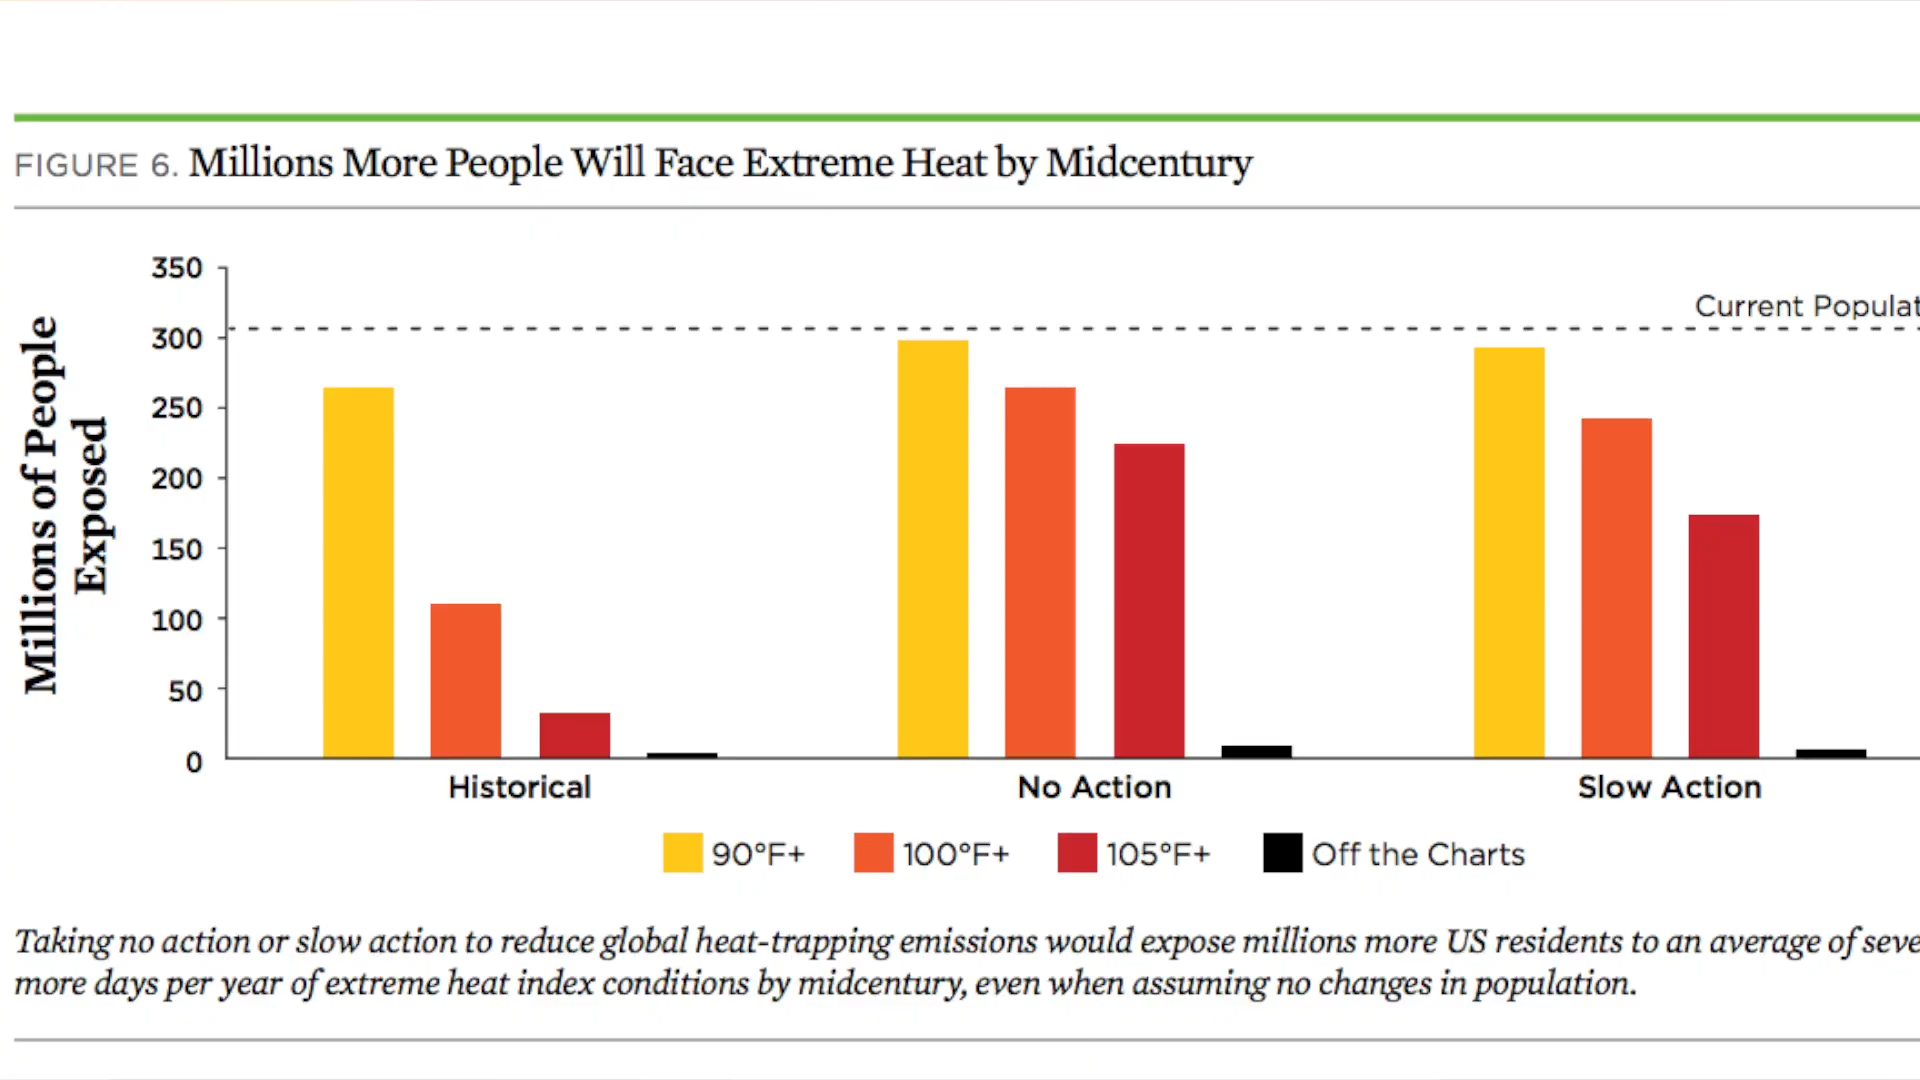 FIGURE 6. Millions More People Will Face Extreme Heat by Midcentury
Millions of People
Exposed
350
300
250
200
150
100
50
0
Current
Historical
No Action
Slow Action
90°F+
100°F+
105°F+
Off the Charts
Taking no action or slow action to reduce global heat-trapping emissions would expose millions more US residents to an average of
more days per year of extreme heat index conditions by midcentury, even when assuming no changes in population.